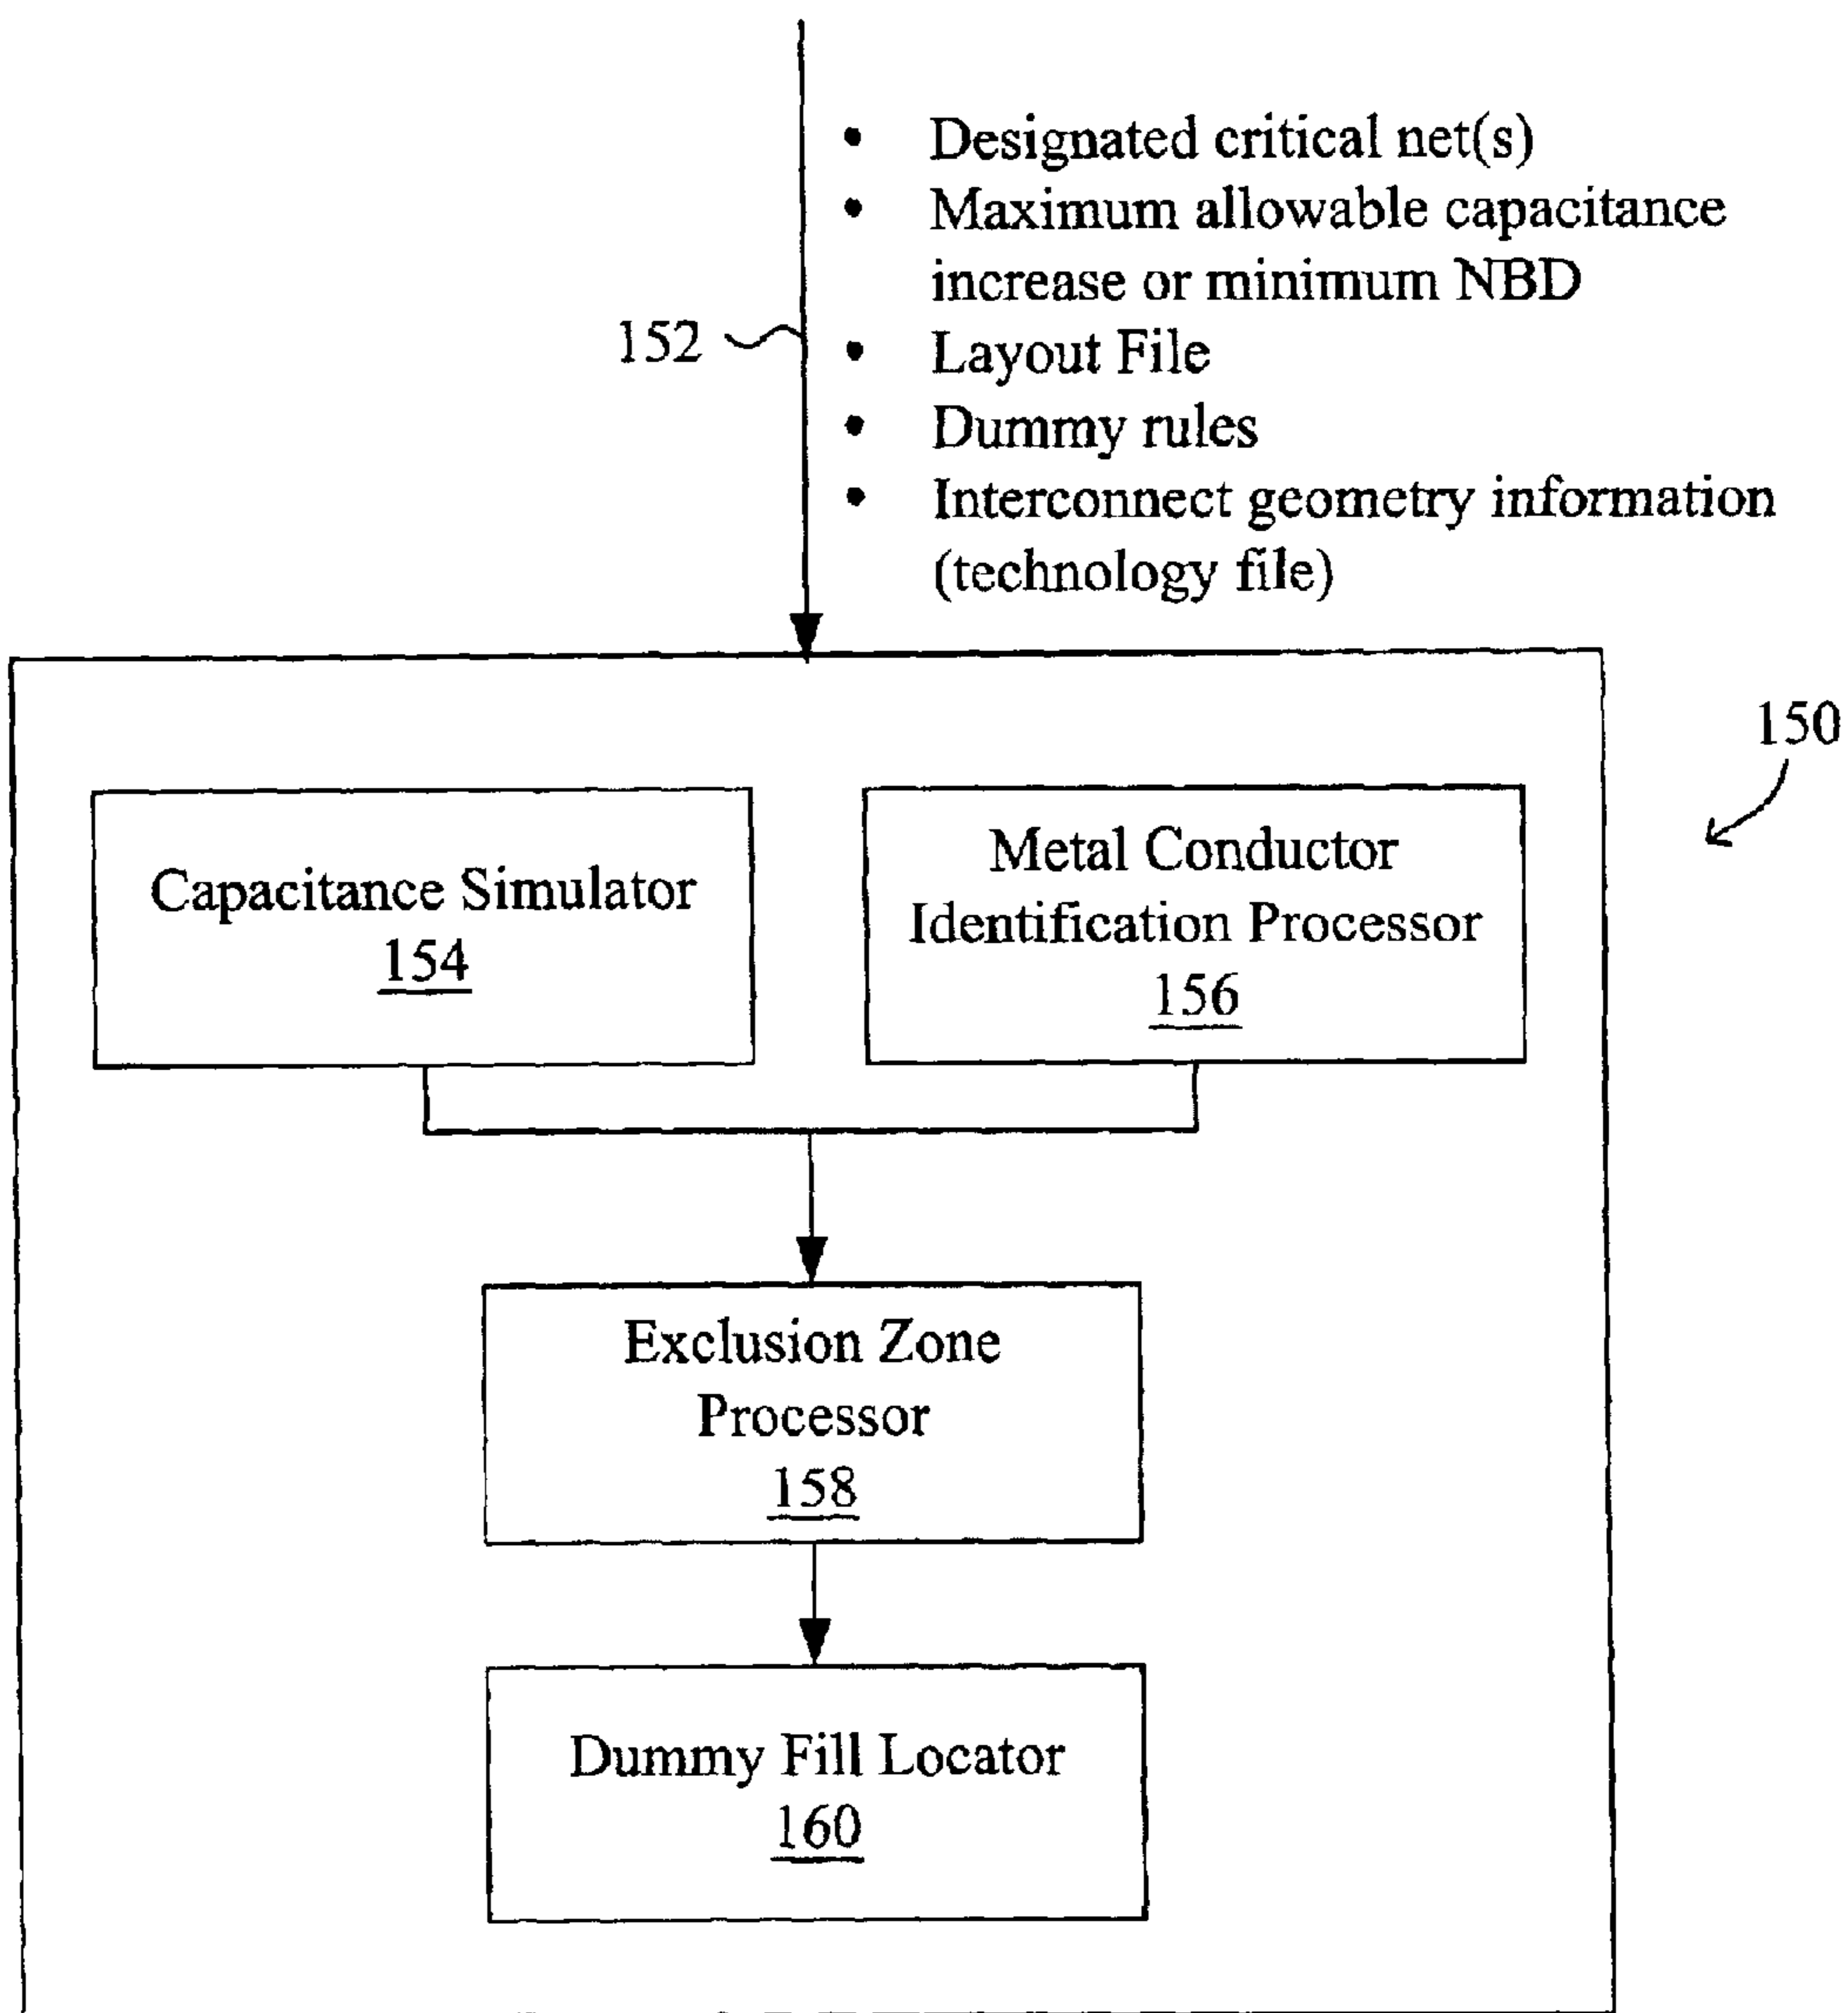 • Designated critical net(s)
• Maximum allowable capacitance
increase or minimum NBD
152
• Layout File
• Dummy rules
• Interconnect geometry information
(technology file)
150
Capacitance Simulator
154
Metal Conductor
Identification Processor
156
Exclusion Zone
Processor
158
Dummy Fill Locator
160